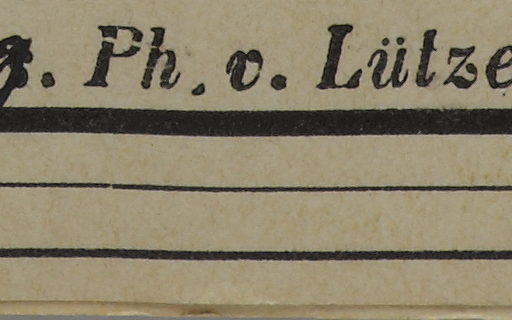 g. Ph. v. Lütze